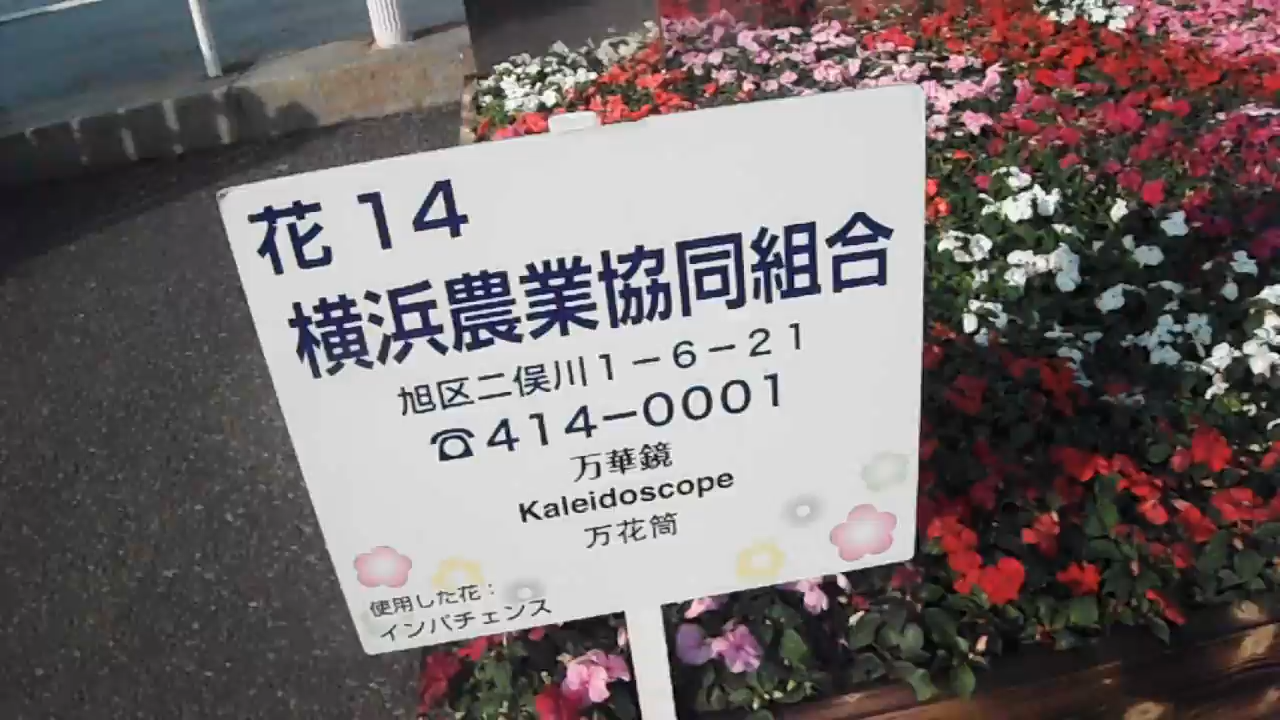 花 14
横浜農業協同組合
旭区二俣川1－6－21
☎414－0001
万華鏡
Kaleidoscope
万花筒
使用した花：
インパチェンス